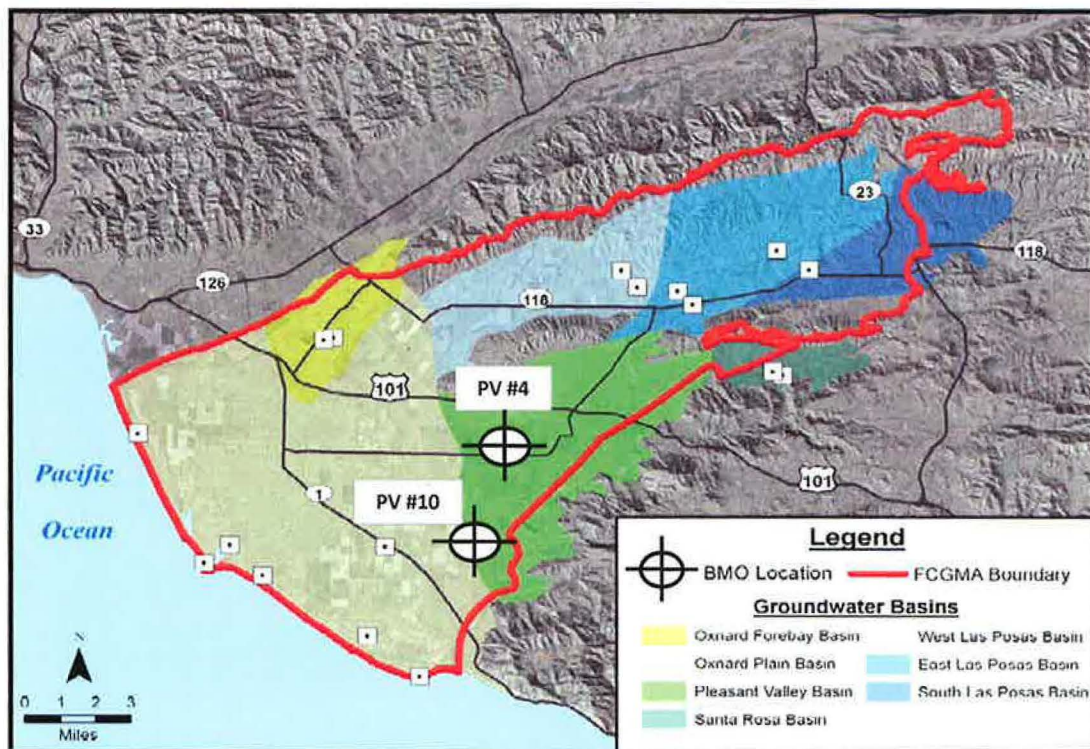 33
126
118
23
118
101
PV #4
PV #10
1
101
Pacific
Ocean
N
0 1 2 3
Miles
Legend
BMO Location FCGMA Boundary
Groundwater Basins
Oxnard Forebay Basin West Las Posas Basin
Oxnard Plain Basin East Las Posas Basin
Pleasant Valley Basin South Las Posas Basin
Santa Rosa Basin